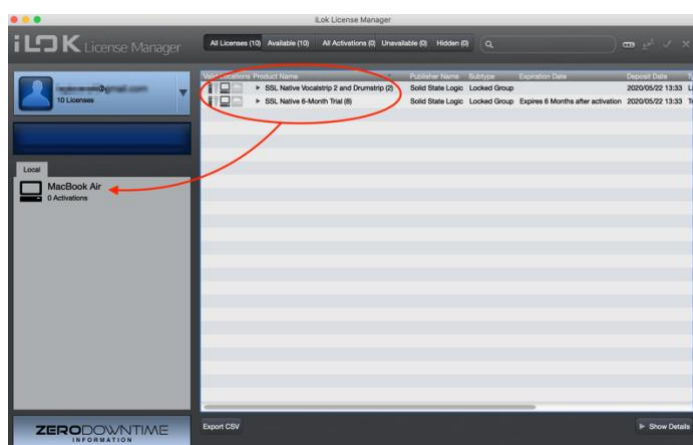 iLok License Manager
iLOK License Manager
All Licenses (10) Available (10) All Activations (0) Unavailable (0) Hidden (0)
@gmail.com
10 Licenses
Valid Locations Product Name Publisher Name Subtype Expiration Date Deposit Date
SSL Native Vocalstrip 2 and Drumstrip (2) Solid State Logic Locked Group 2020/05/22 13:33
SSL Native 6-Month Trial (8) Solid State Logic Locked Group Expires 6 Months after activation 2020/05/22 13:33
Local
MacBook Air
0 Activations
ZERODOWNTIME
INFORMATION
Export CSV
Show Details